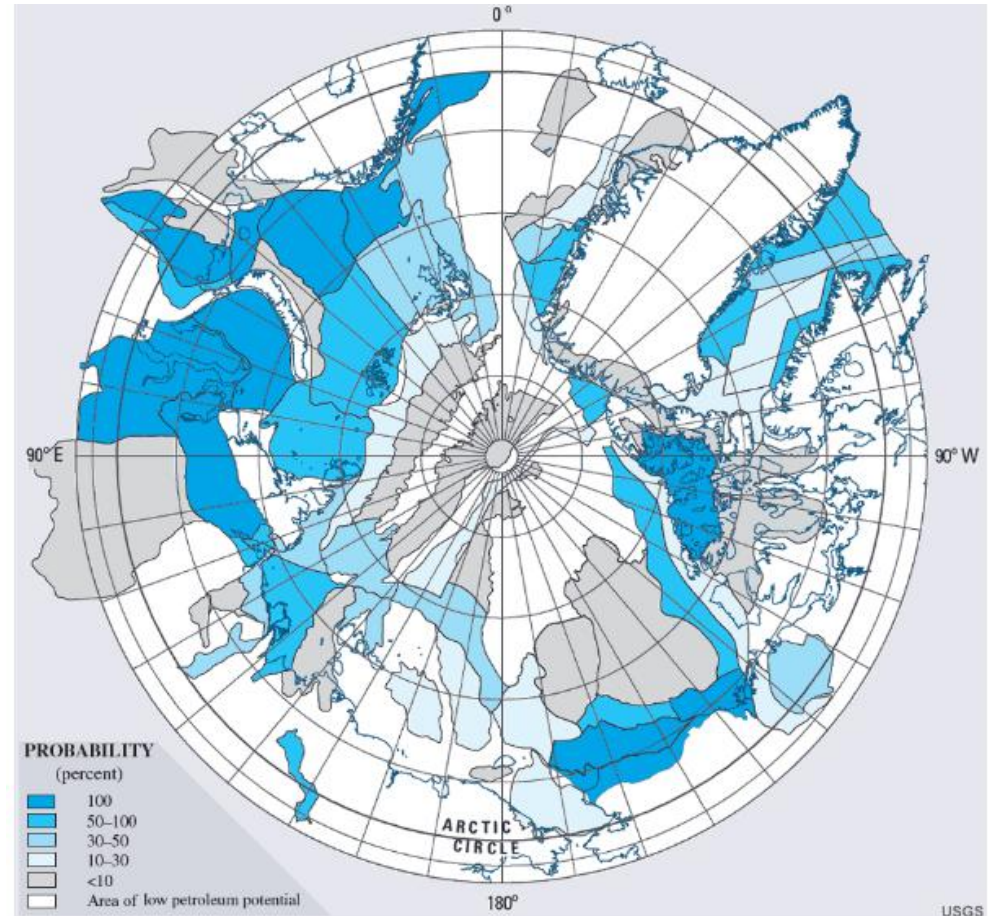 0°
90° E
90° W
PROBABILITY
(percent)
100
50–100
30–50
10–30
<10
Area of low petroleum potential
ARCTIC
CIRCLE
180°
USGS